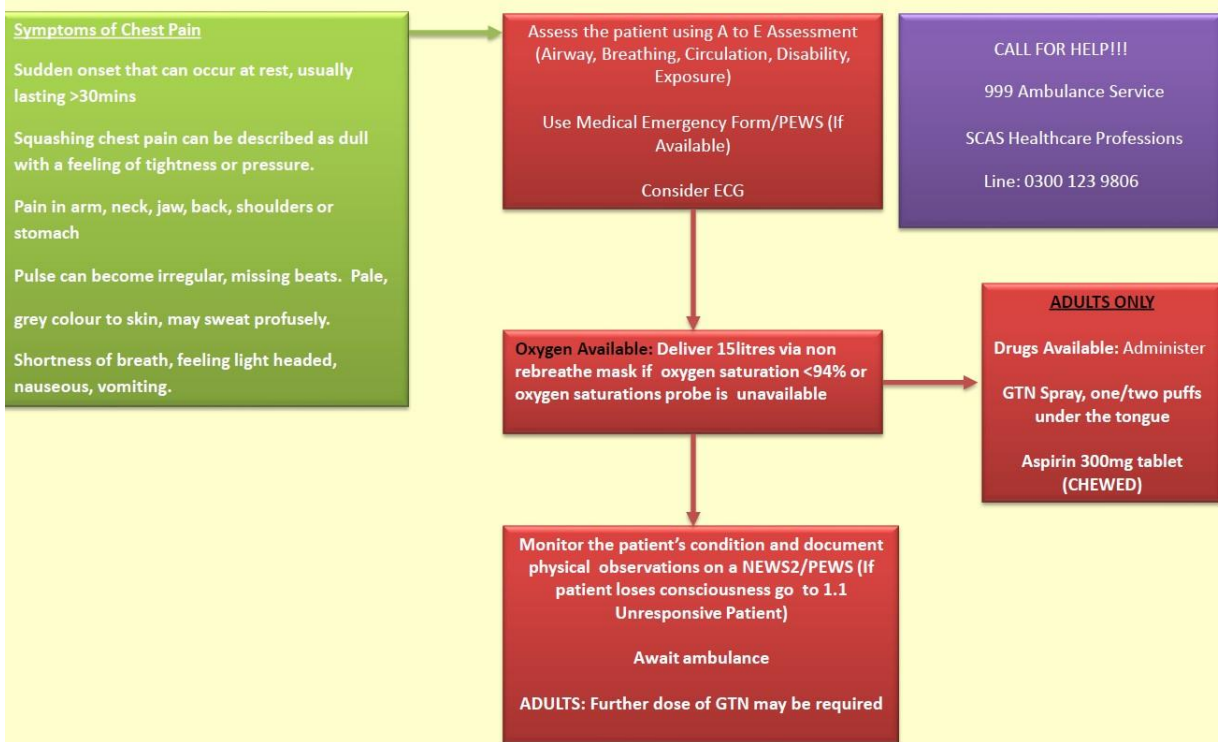 Symptoms of Chest Pain
Sudden onset that can occur at rest, usually
lasting >30mins
Squashing chest pain can be described as dull
with a feeling of tightness or pressure.
Pain in arm, neck, jaw, back, shoulders or
stomach
Pulse can become irregular, missing beats. Pale,
grey colour to skin, may sweat profusely.
Shortness of breath, feeling light headed,
nauseous, vomiting.
Assess the patient using A to E Assessment
(Airway, Breathing, Circulation, Disability,
Exposure)
Use Medical Emergency Form/PEWS (If
Available)
Consider ECG
CALL FOR HELP!!!
999 Ambulance Service
SCAS Healthcare Professions
Line: 0300 123 9806
Oxygen Available: Deliver 15litres via non
rebreathe mask if oxygen saturation <94% or
oxygen saturations probe is unavailable
ADULTS ONLY
Drugs Available: Administer
GTN Spray, one/two puffs
under the tongue
Aspirin 300mg tablet
(CHEWED)
Monitor the patient's condition and document
physical observations on a NEWS2/PEWS (If
patient loses consciousness go to 1.1
Unresponsive Patient)
Await ambulance
ADULTS: Further dose of GTN may be required